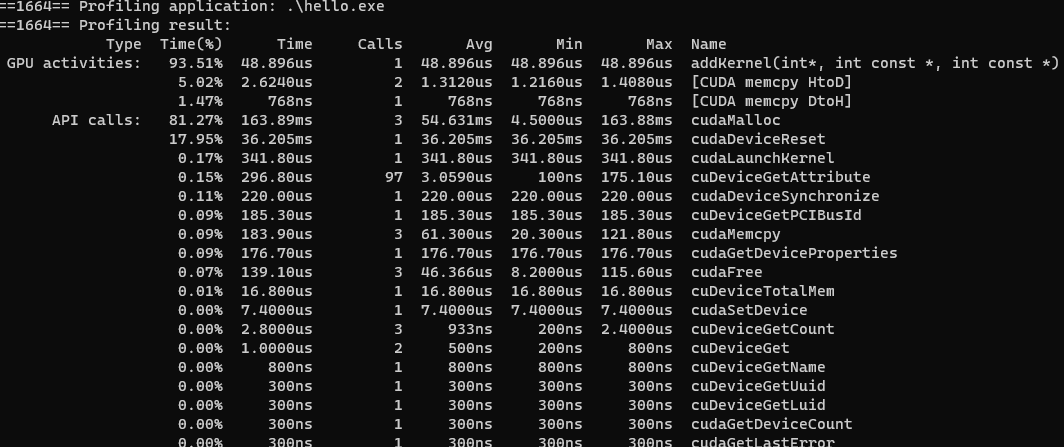 ==1664== Profiling application: .\hello.exe
==1664== Profiling result:
Type Time(%) Time Calls Avg Min Max Name
GPU activities: 93.51% 48.896us 1 48.896us 48.896us 48.896us addKernel(int*, int const *, int const *)
5.02% 2.6240us 2 1.3120us 1.2160us 1.4080us [CUDA memcpy HtoD]
1.47% 768ns 1 768ns 768ns 768ns [CUDA memcpy DtoH]
API calls: 81.27% 163.89ms 3 54.631ms 4.5000us 163.88ms cudaMalloc
17.95% 36.205ms 1 36.205ms 36.205ms 36.205ms cudaDeviceReset
0.17% 341.80us 1 341.80us 341.80us 341.80us cudaLaunchKernel
0.15% 296.80us 97 3.0590us 100ns 175.10us cuDeviceGetAttribute
0.11% 220.00us 1 220.00us 220.00us 220.00us cudaDeviceSynchronize
0.09% 185.30us 1 185.30us 185.30us 185.30us cuDeviceGetPCIBusId
0.09% 183.90us 3 61.300us 20.300us 121.80us cudaMemcpy
0.09% 176.70us 1 176.70us 176.70us 176.70us cudaGetDeviceProperties
0.07% 139.10us 3 46.366us 8.2000us 115.60us cudaFree
0.01% 16.800us 1 16.800us 16.800us 16.800us cuDeviceTotalMem
0.00% 7.4000us 1 7.4000us 7.4000us 7.4000us cudaSetDevice
0.00% 2.8000us 3 933ns 200ns 2.4000us cuDeviceGetCount
0.00% 1.0000us 2 500ns 200ns 800ns cuDeviceGet
0.00% 800ns 1 800ns 800ns 800ns cuDeviceGetName
0.00% 300ns 1 300ns 300ns 300ns cuDeviceGetUuid
0.00% 300ns 1 300ns 300ns 300ns cuDeviceGetLuid
0.00% 300ns 1 300ns 300ns 300ns cudaGetDeviceCount
0.00% 300ns 1 300ns 300ns 300ns cudaGetLastError